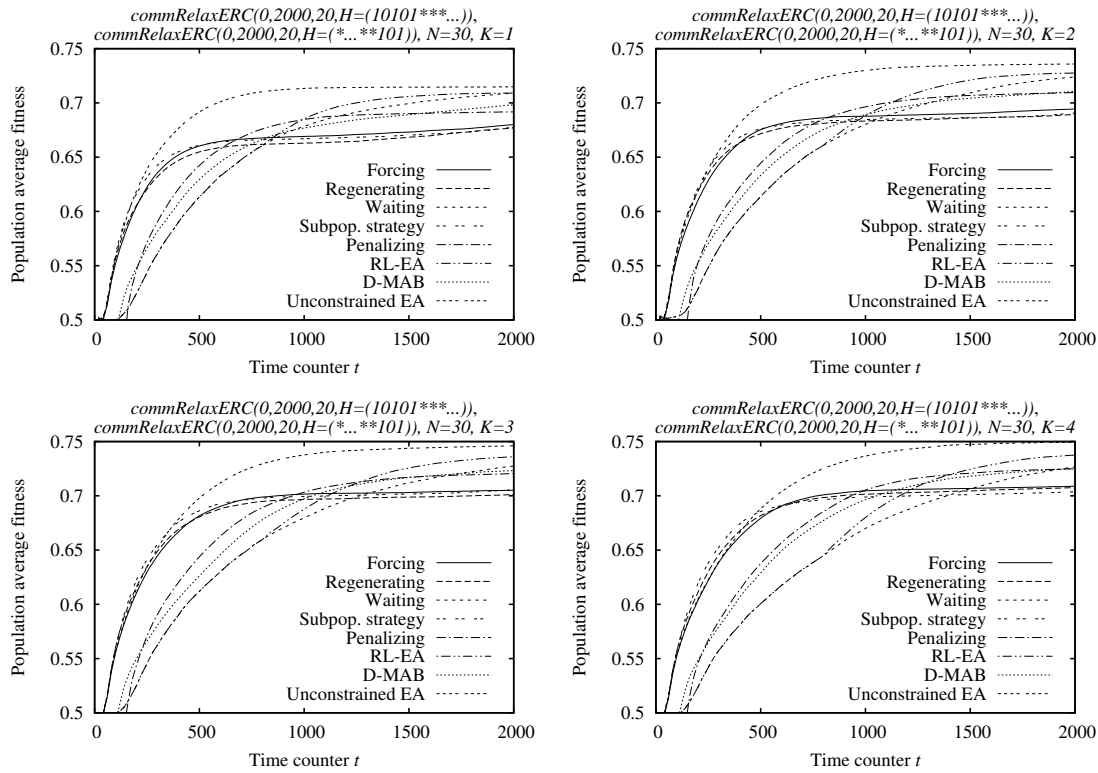 commRelaxERC(0,2000,20,H=(10101***...)),
commRelaxERC(0,2000,20,H=(*...**101)), N=30, K=1
0.75
0.7
0.65
0.6
0.55
0.5
Population average fitness
Forcing
Regenerating
Waiting
Subpop. strategy
Penalizing
RL-EA
D-MAB
Unconstrained EA
0 500 1000 1500 2000
Time counter t
commRelaxERC(0,2000,20,H=(10101***...)),
commRelaxERC(0,2000,20,H=(*...**101)), N=30, K=2
0.75
0.7
0.65
0.6
0.55
0.5
Population average fitness
Forcing
Regenerating
Waiting
Subpop. strategy
Penalizing
RL-EA
D-MAB
Unconstrained EA
0 500 1000 1500 2000
Time counter t
commRelaxERC(0,2000,20,H=(10101***...)),
commRelaxERC(0,2000,20,H=(*...**101)), N=30, K=3
0.75
0.7
0.65
0.6
0.55
0.5
Population average fitness
Forcing
Regenerating
Waiting
Subpop. strategy
Penalizing
RL-EA
D-MAB
Unconstrained EA
0 500 1000 1500 2000
Time counter t
commRelaxERC(0,2000,20,H=(10101***...)),
commRelaxERC(0,2000,20,H=(*...**101)), N=30, K=4
0.75
0.7
0.65
0.6
0.55
0.5
Population average fitness
Forcing
Regenerating
Waiting
Subpop. strategy
Penalizing
RL-EA
D-MAB
Unconstrained EA
0 500 1000 1500 2000
Time counter t